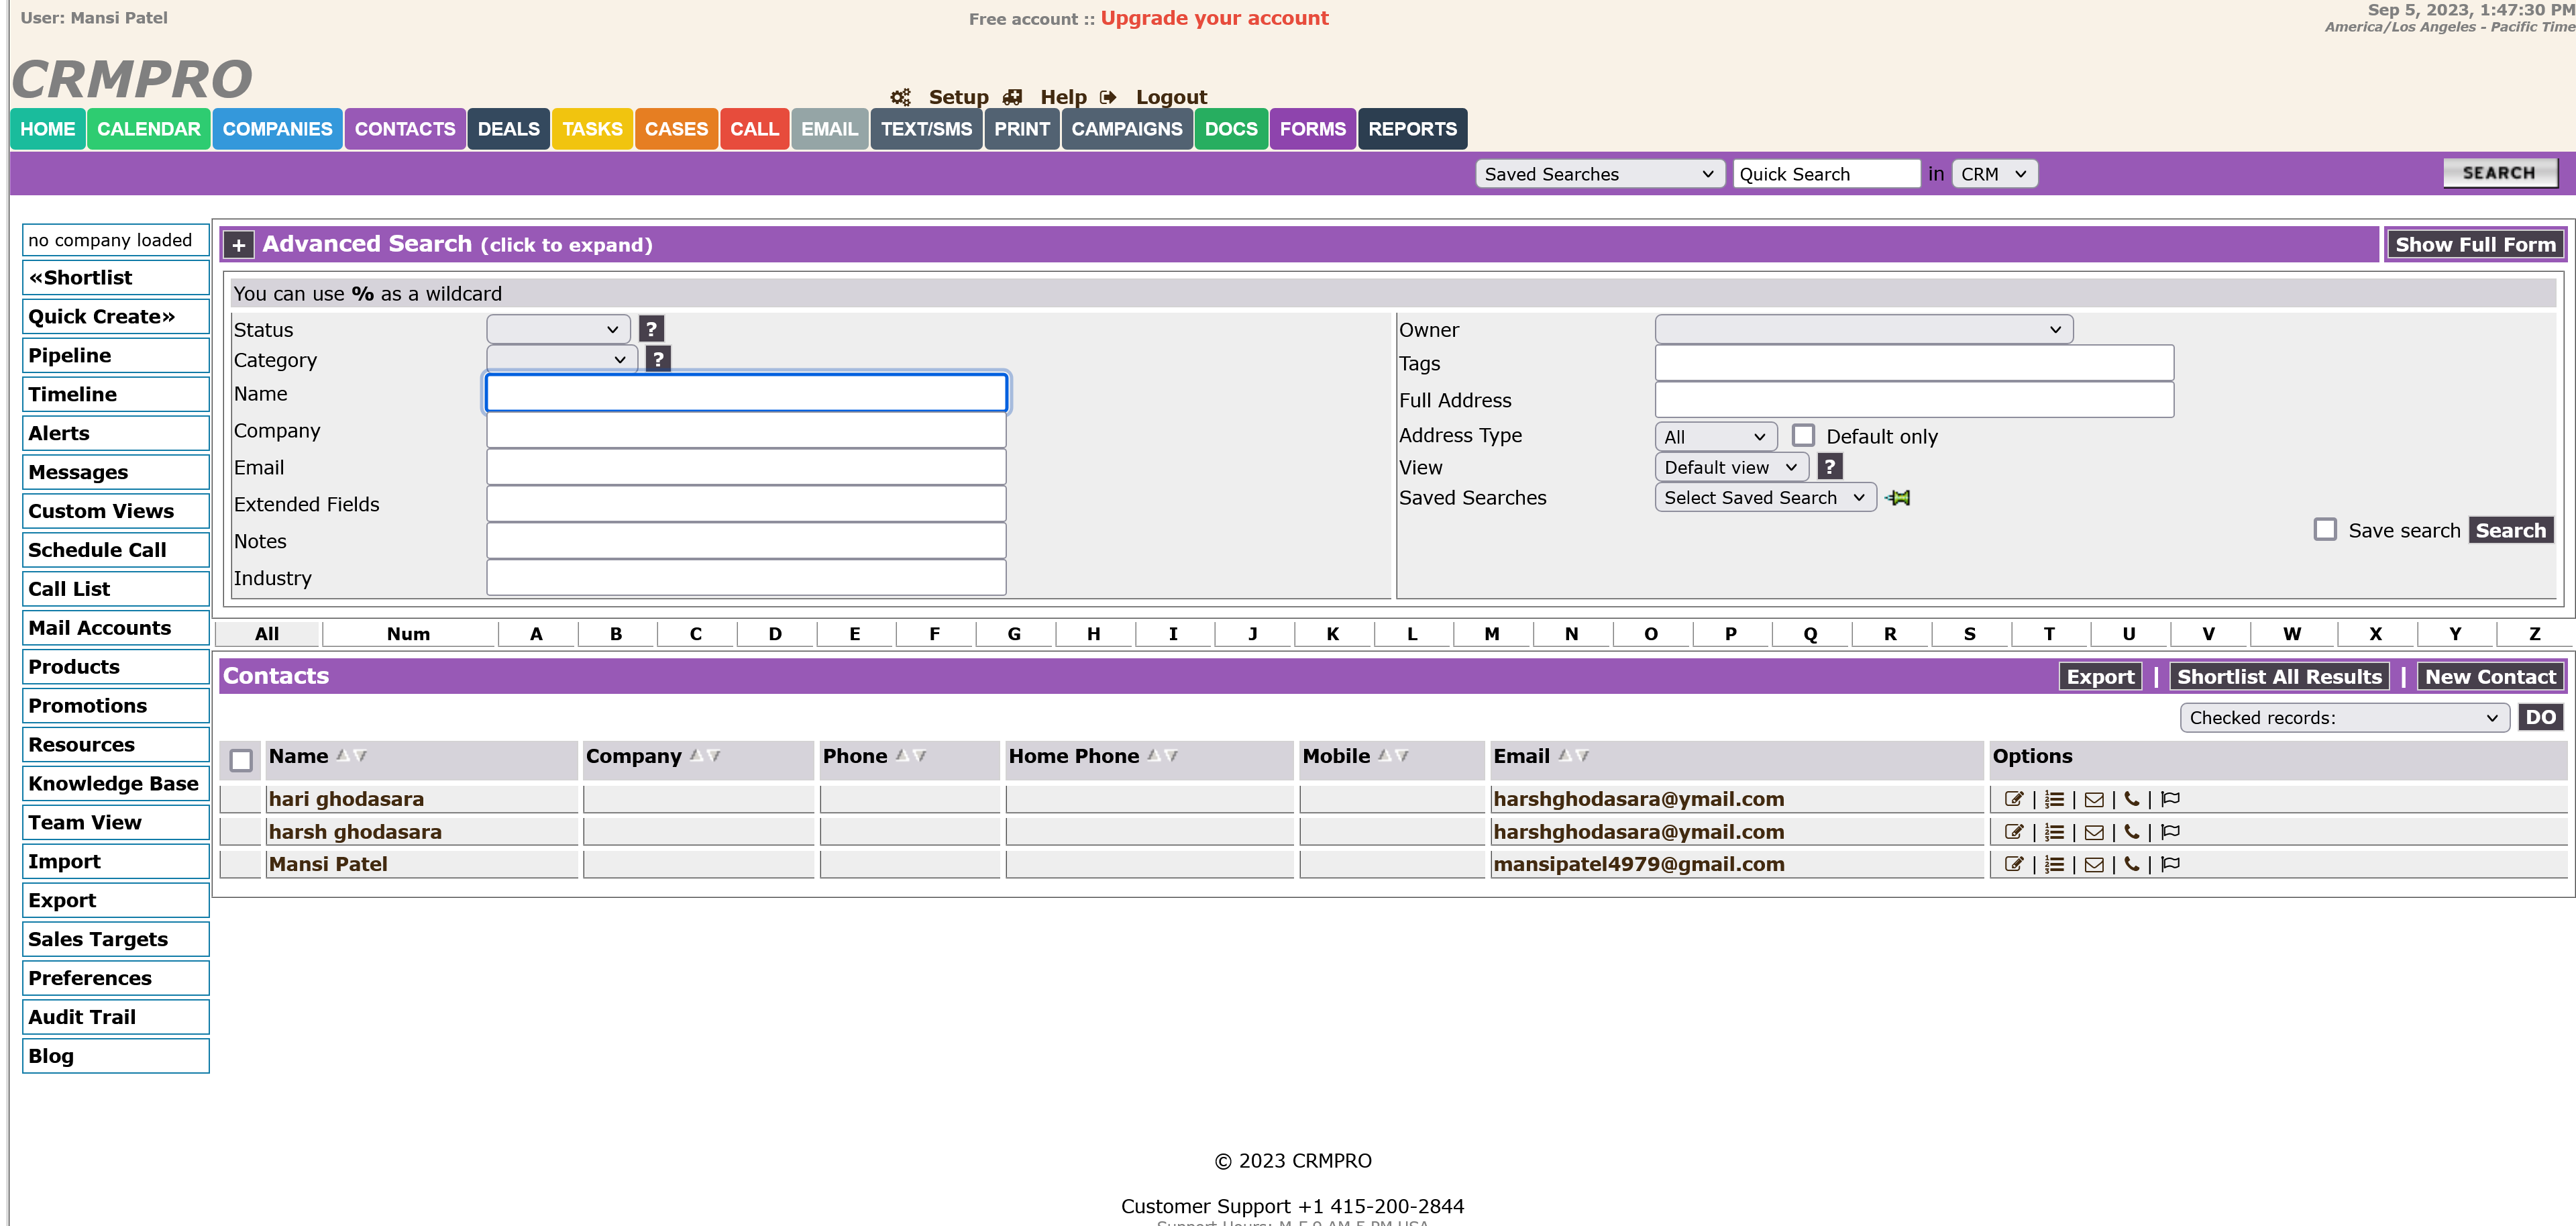 User: Mansi Patel
Free account :: Upgrade your account
Sep 5, 2023, 1:47:30 PM
America/Los Angeles - Pacific Time
CRMPRO
Setup Help Logout
HOME CALENDAR COMPANIES CONTACTS DEALS TASKS CASES CALL EMAIL TEXT/SMS PRINT CAMPAIGNS DOCS FORMS REPORTS
Saved Searches Quick Search in CRM SEARCH
no company loaded
«Shortlist
Quick Create»
Pipeline
Timeline
Alerts
Messages
Custom Views
Schedule Call
Call List
Mail Accounts
Products
Promotions
Resources
Knowledge Base
Team View
Import
Export
Sales Targets
Preferences
Audit Trail
Blog
+ Advanced Search (click to expand) Show Full Form
You can use % as a wildcard
Status ?
Category ?
Name
Company
Email
Extended Fields
Notes
Industry
Owner
Tags
Full Address
Address Type All Default only
View Default view ?
Saved Searches Select Saved Search
Save search Search
All Num A B C D E F G H I J K L M N O P Q R S T U V W X Y Z
Contacts Export | Shortlist All Results | New Contact
Checked records: DO
Name Company Phone Home Phone Mobile Email Options
hari ghodasara harshghodasara@ymail.com | | | |
harsh ghodasara harshghodasara@ymail.com | | | |
Mansi Patel mansipatel4979@gmail.com | | | |
© 2023 CRMPRO
Customer Support +1 415-200-2844
Support Hours: M-F 9 AM-5 PM USA